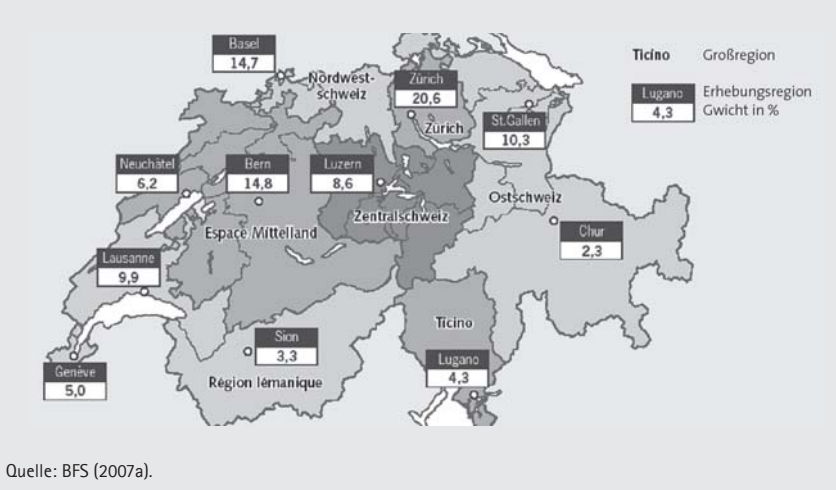 Basel
14,7
Nordwest-
schweiz
Zürich
20,6
Zürich
Ticino Großregion
Lugano Erhebungsregion
4,3 Gwicht in %
St.Gallen
10,3
Neuchâtel
6,2
Bern
14,8
Luzern
8,6
Zentralschweiz
Ostschweiz
Espace Mittelland
Chur
2,3
Lausanne
9,9
Ticino
Sion
3,3
Lugano
4,3
Genève
5,0
Région lémanique
Quelle: BFS (2007a).